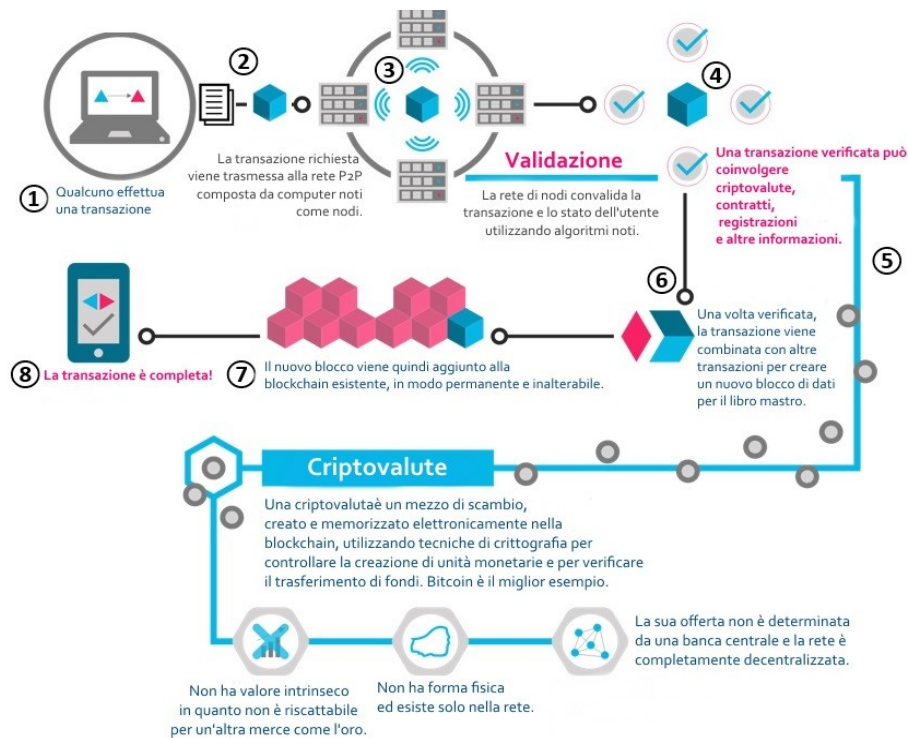 ①
Qualcuno effettua
una transazione
②
La transazione richiesta
viene trasmessa alla rete P2P
composta da computer noti
come nodi.
③
Validazione
La rete di nodi convalida la
transazione e lo stato dell'utente
utilizzando algoritmi noti.
④
Una transazione verificata può
coinvolgere
criptovalute,
contratti,
registrazioni
e altre informazioni.
⑤
⑥
Una volta verificata,
la transazione viene
combinata con altre
transazioni per creare
un nuovo blocco di dati
per il libro mastro.
⑦
Il nuovo blocco viene quindi aggiunto alla
blockchain esistente, in modo permanente e inalterabile.
⑧
La transazione è completa!
Criptovalute
Una criptovalutaè un mezzo di scambio,
creato e memorizzato elettronicamente nella
blockchain, utilizzando tecniche di crittografia per
controllare la creazione di unità monetarie e per verificare
il trasferimento di fondi. Bitcoin è il miglior esempio.
Non ha valore intrinseco
in quanto non è riscattabile
per un'altra merce come l'oro.
Non ha forma fisica
ed esiste solo nella rete.
La sua offerta non è determinata
da una banca centrale e la rete è
completamente decentralizzata.